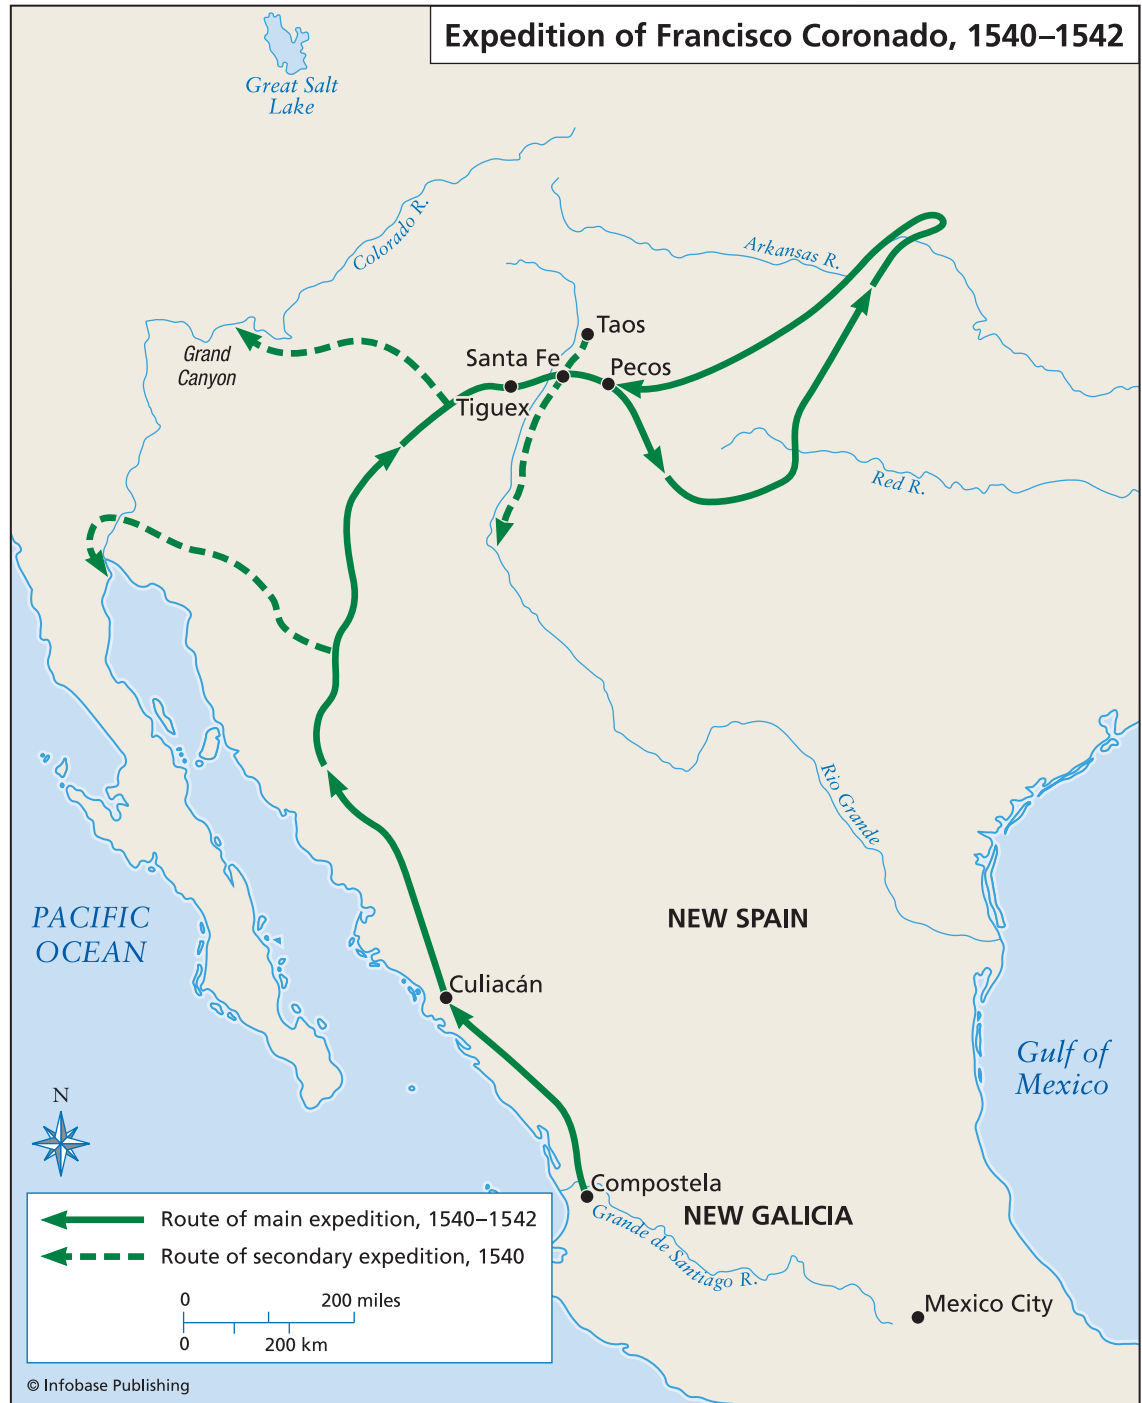 Expedition of Francisco Coronado, 1540–1542
Great Salt
Lake
Colorado R.
Arkansas R.
Taos
Grand
Canyon
Santa Fe
Pecos
Tiguex
Red R.
Rio Grande
PACIFIC
OCEAN
NEW SPAIN
Culiacán
Gulf of
Mexico
N
Compostela
NEW GALICIA
Grande de Santiago R.
Mexico City
Route of main expedition, 1540–1542
Route of secondary expedition, 1540
0 200 miles
0 200 km
© Infobase Publishing